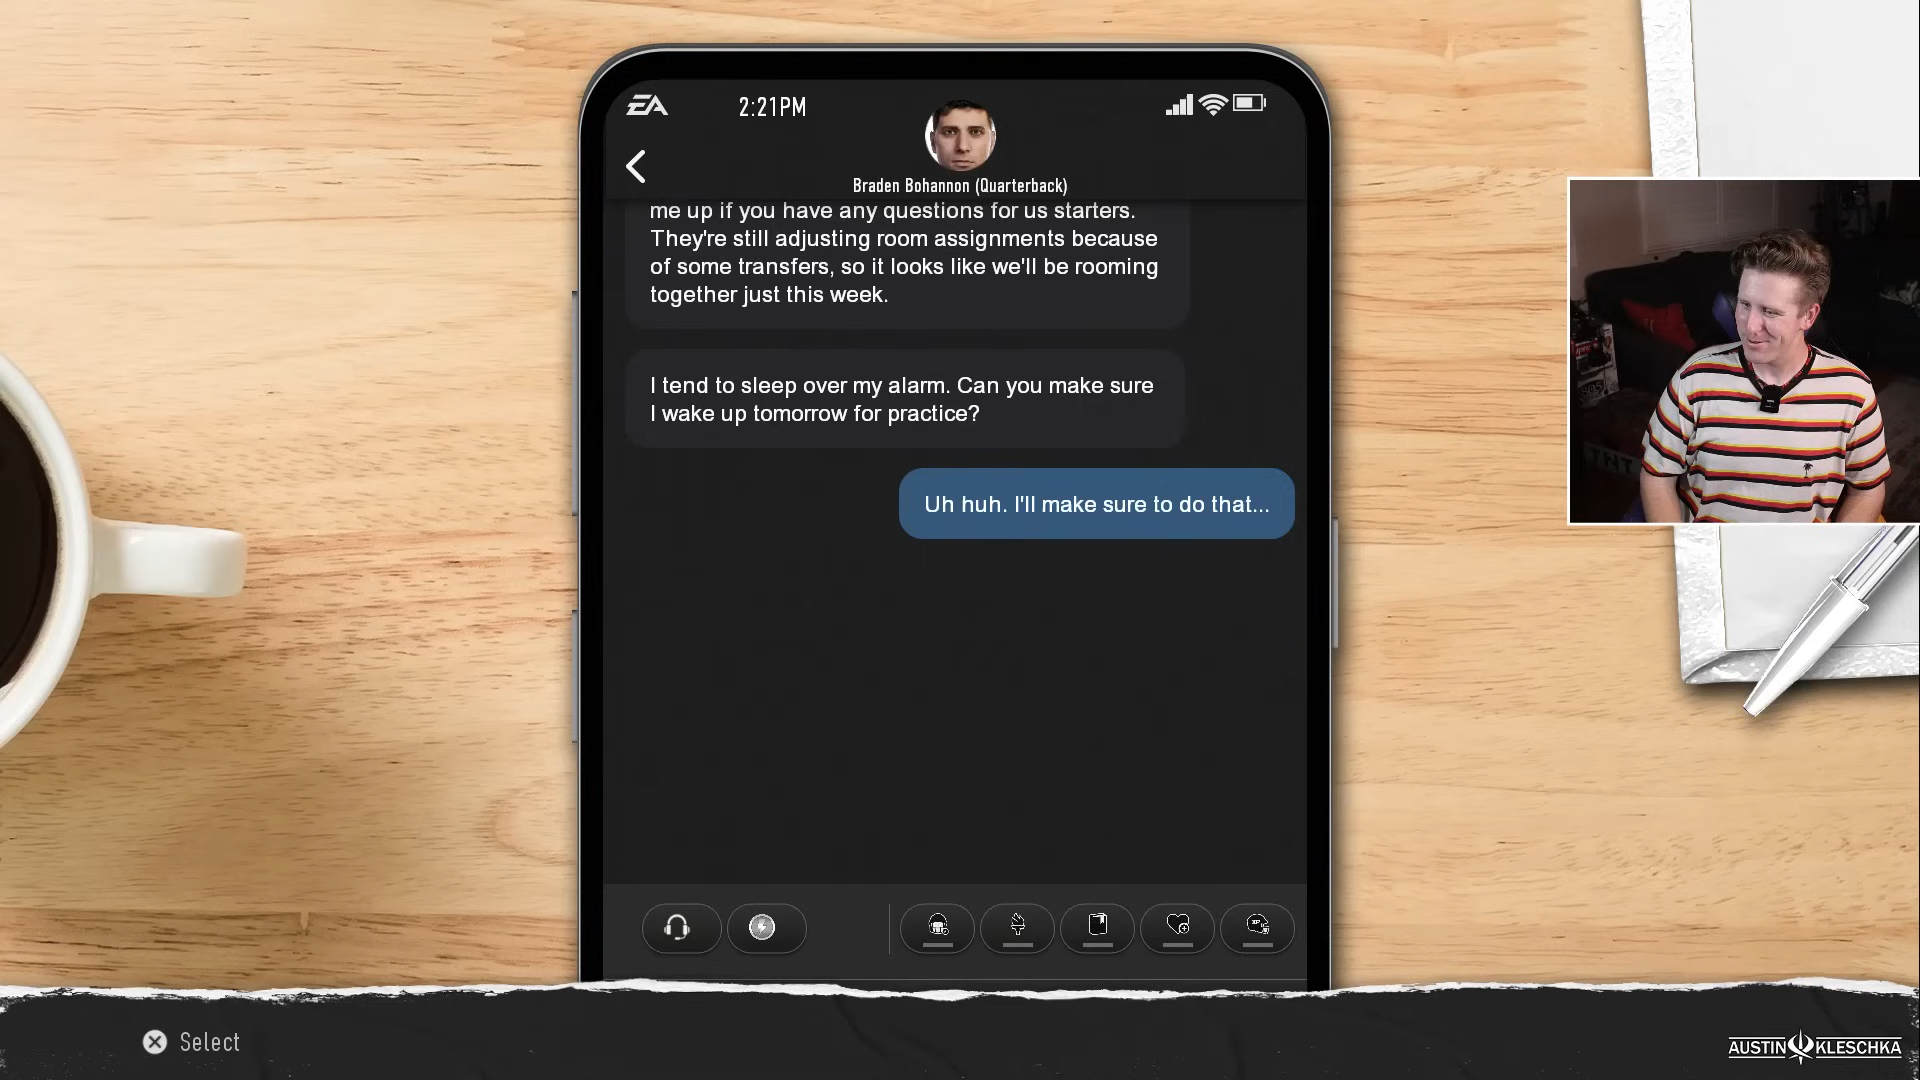 EA
2:21PM
Braden Bohannon (Quarterback)
me up if you have any questions for us starters.
They're still adjusting room assignments because
of some transfers, so it looks like we'll be rooming
together just this week.
I tend to sleep over my alarm. Can you make sure
I wake up tomorrow for practice?
Uh huh. I'll make sure to do that...
XP
Select
AUSTIN KLESCHKA